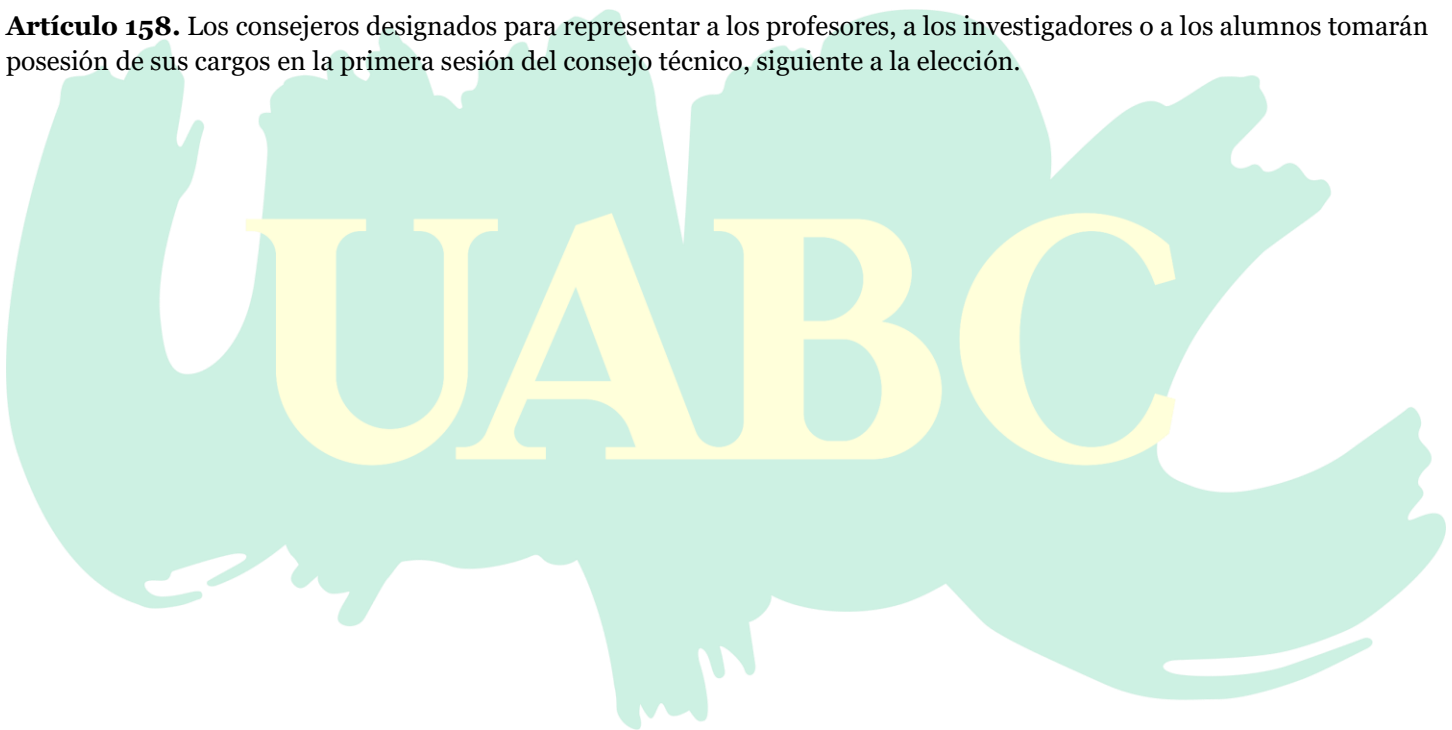 Artículo 158. Los consejeros designados para representar a los profesores, a los investigadores o a los alumnos tomarán
posesión de sus cargos en la primera sesión del consejo técnico, siguiente a la elección.
UABC